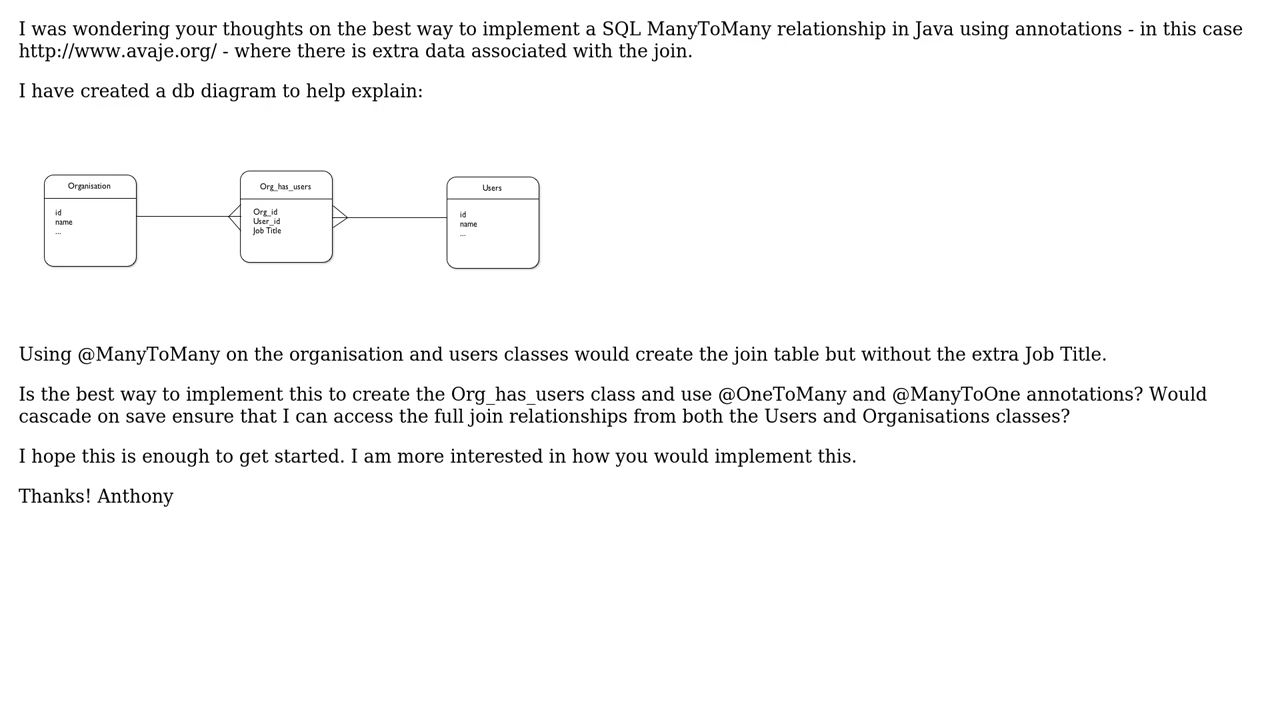 I was wondering your thoughts on the best way to implement a SQL ManyToMany relationship in Java using annotations - in this case
http://www.avaje.org/ - where there is extra data associated with the join.
I have created a db diagram to help explain:
Organisation
id
name
...
Org_has_users
Org_id
User_id
Job Title
Users
id
name
...
Using @ManyToMany on the organisation and users classes would create the join table but without the extra Job Title.
Is the best way to implement this to create the Org_has_users class and use @OneToMany and @ManyToOne annotations? Would
cascade on save ensure that I can access the full join relationships from both the Users and Organisations classes?
I hope this is enough to get started. I am more interested in how you would implement this.
Thanks! Anthony